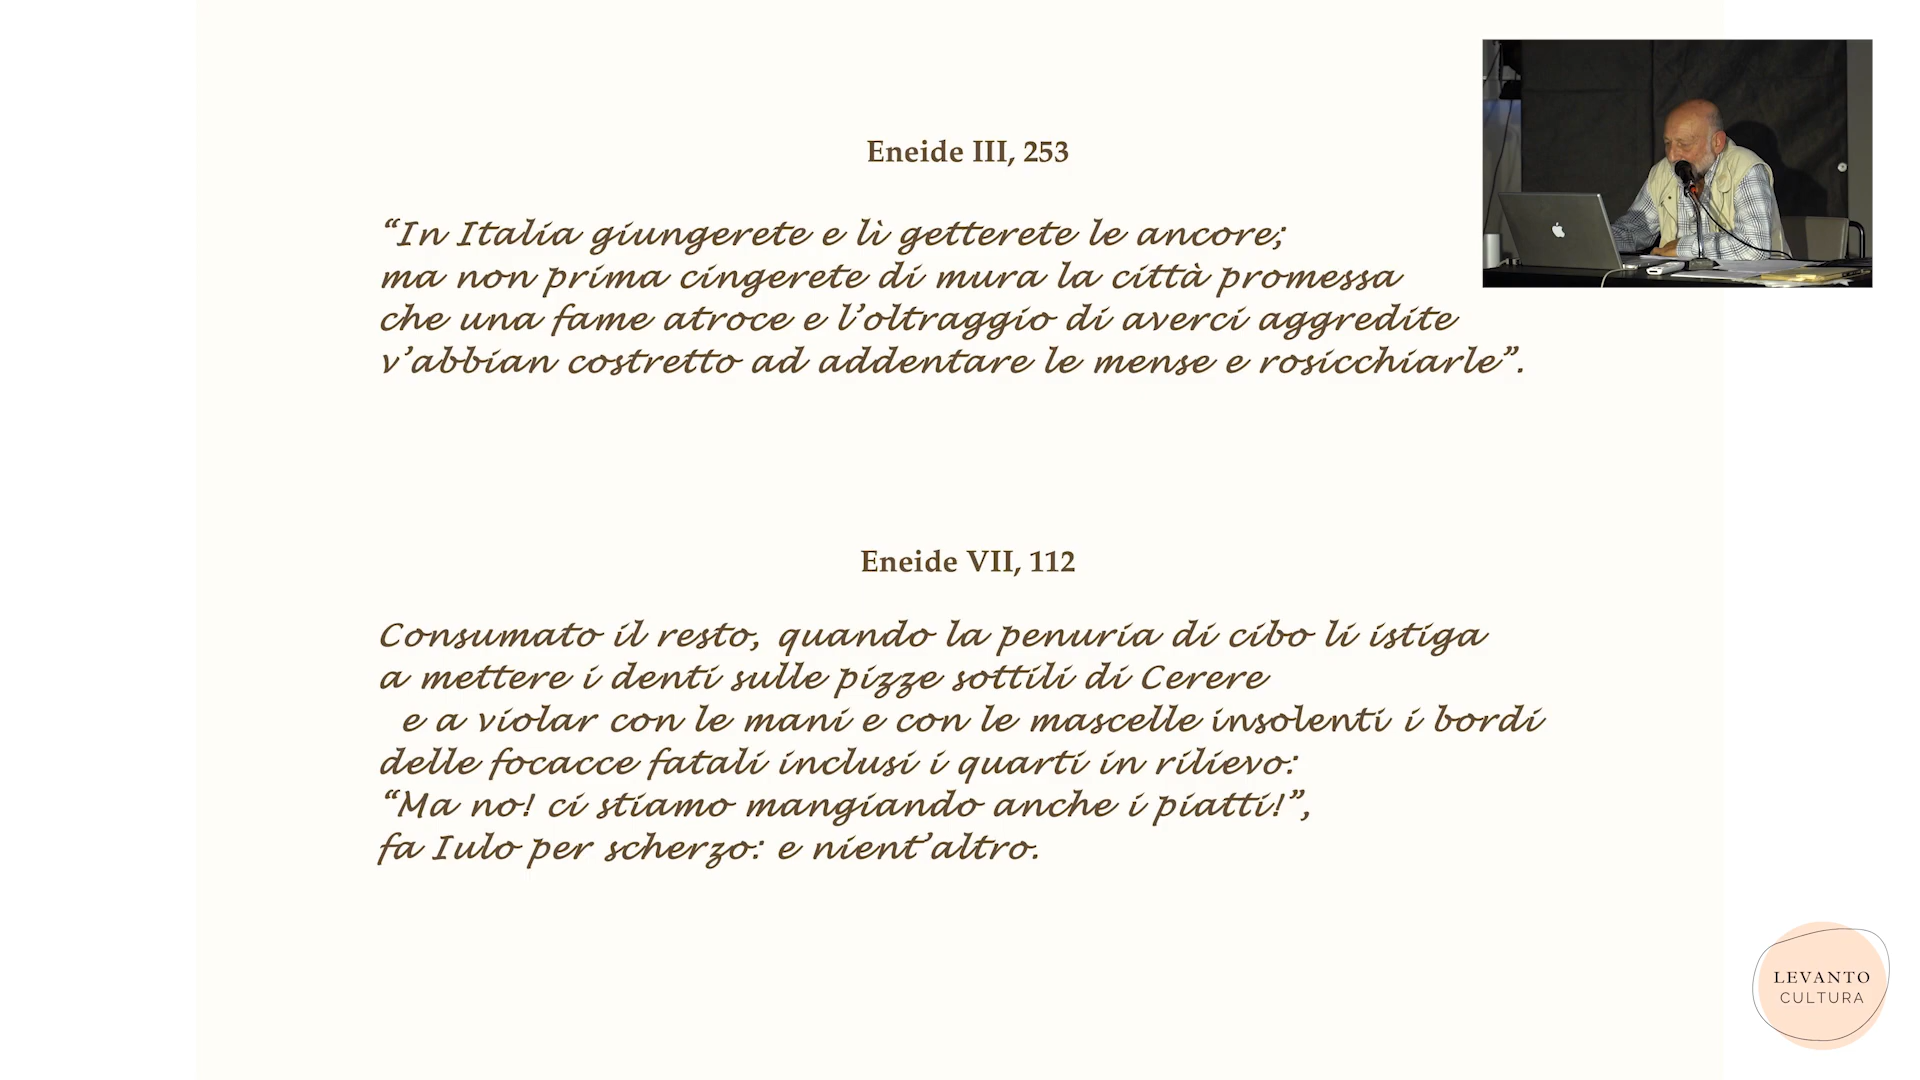 Eneide III, 253
“In Italia giungerete e lì getterete le ancore;
ma non prima cingerete di mura la città promessa
che una fame atroce e l’oltraggio di averci aggredite
v’abbian costretto ad addentare le mense e rosicchiarle”.
Eneide VII, 112
Consumato il resto, quando la penuria di cibo li istiga
a mettere i denti sulle pizze sottili di Cerere
e a violar con le mani e con le mascelle insolenti i bordi
delle focacce fatali inclusi i quarti in rilievo:
“Ma no! ci stiamo mangiando anche i piatti!”,
fa Iulo per scherzo: e nient’altro.
LEVANTO
CULTURA